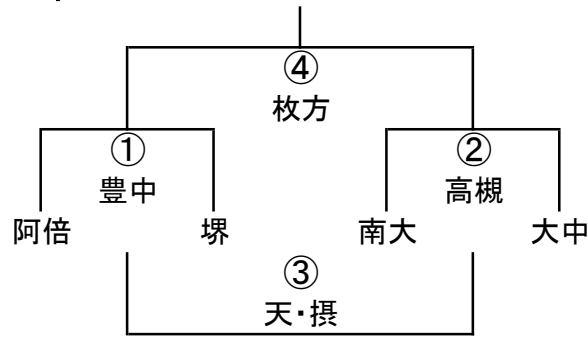 ④
枚方
① ②
豊中 高槻
阿倍 堺 南大 大中
③
天・摂